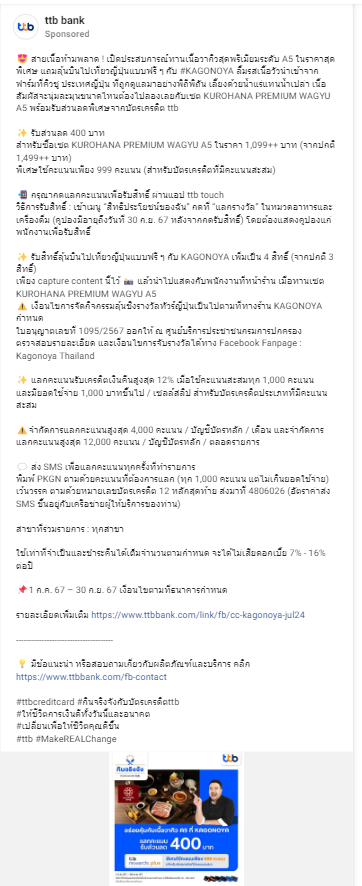 ttb bank
Sponsored
😍 สายเนื้อห้ามพลาด ! เปิดประสบการณ์ทานเนื้อวากิวสุดพรีเมียมระดับ A5 ในราคาสุด
พิเศษ แถมลุ้นบินไปเที่ยวญี่ปุ่นแบบฟรี ๆ กับ #KAGONOYA ลิ้มรสเนื้อวัวนำเข้าจาก
ฟาร์มที่คิวชู ประเทศญี่ปุ่น ที่ถูกดูแลมาอย่างพิถีพิถัน เลี้ยงด้วยน้ำแร่แทนน้ำเปล่า เนื้อ
สัมผัสจะนุ่มละมุนขนาดไหนต้องไปลองเลยกับเซต KUROHANA PREMIUM WAGYU
A5 พร้อมรับส่วนลดพิเศษจากบัตรเครดิต ttb
✨ รับส่วนลด 400 บาท
สำหรับซื้อเซต KUROHANA PREMIUM WAGYU A5 ในราคา 1,099++ บาท (จากปกติ
1,499++ บาท)
พิเศษใช้คะแนนเพียง 999 คะแนน (สำหรับบัตรเครดิตที่มีคะแนนสะสม)
📲 กรุณากดแลกคะแนนเพื่อรับสิทธิ์ ผ่านแอป ttb touch
วิธีการรับสิทธิ์ : เข้าเมนู "สิทธิประโยชน์ของฉัน" กดที่ "แลกรางวัล" ในหมวดอาหารและ
เครื่องดื่ม (คูปองมีอายุถึงวันที่ 30 ก.ย. 67 หลังจากกดรับสิทธิ์) โดยต้องแสดงคูปองแก่
พนักงานเพื่อรับสิทธิ์
✨ รับสิทธิ์ลุ้นบินไปเที่ยวญี่ปุ่นแบบฟรี ๆ กับ KAGONOYA เพิ่มเป็น 4 สิทธิ์ (จากปกติ 3
สิทธิ์)
เพียง capture content นี้ไว้ 📷 แล้วนำไปแสดงกับพนักงานที่หน้าร้าน เมื่อทานเซต
KUROHANA PREMIUM WAGYU A5
⚠️ เงื่อนไขการจัดกิจกรรมลุ้นชิงรางวัลทัวร์ญี่ปุ่นเป็นไปตามที่ทางร้าน KAGONOYA
กำหนด
ใบอนุญาตเลขที่ 1095/2567 ออกให้ ณ ศูนย์บริการประชาชนกรมการปกครอง
ตรวจสอบรายละเอียด และเงื่อนไขการรับรางวัลได้ทาง Facebook Fanpage :
Kagonoya Thailand
✨ แลกคะแนนรับเครดิตเงินคืนสูงสุด 12% เมื่อใช้คะแนนสะสมทุก 1,000 คะแนน
และมียอดใช้จ่าย 1,000 บาทขึ้นไป / เซลล์สลิป สำหรับบัตรเครดิตประเภทที่มีคะแนน
สะสม
⚠️จำกัดการแลกคะแนนสูงสุด 4,000 คะแนน / บัญชีบัตรหลัก / เดือน และจำกัดการ
แลกคะแนนสูงสุด 12,000 คะแนน / บัญชีบัตรหลัก / ตลอดรายการ
💬 ส่ง SMS เพื่อแลกคะแนนทุกครั้งที่ทำรายการ
พิมพ์ PKGN ตามด้วยคะแนนที่ต้องการแลก (ทุก 1,000 คะแนน แต่ไม่เกินยอดใช้จ่าย)
เว้นวรรค ตามด้วยหมายเลขบัตรเครดิต 12 หลักสุดท้าย ส่งมาที่ 4806026 (อัตราค่าส่ง
SMS ขึ้นอยู่กับเครือข่ายผู้ให้บริการของท่าน)
สาขาที่ร่วมรายการ : ทุกสาขา
ใช้เท่าที่จำเป็นและชำระคืนได้เต็มจำนวนตามกำหนด จะได้ไม่เสียดอกเบี้ย 7% - 16%
ต่อปี
📌1 ก.ค. 67 – 30 ก.ย. 67 เงื่อนไขตามที่ธนาคารกำหนด
รายละเอียดเพิ่มเติม https://www.ttbbank.com/link/fb/cc-kagonoya-jul24
-------------------------------------
💡 มีข้อแนะนำ หรือสอบถามเกี่ยวกับผลิตภัณฑ์และบริการ คลิก
https://www.ttbbank.com/fb-contact
#ttbcreditcard #คืนจริงจังกับบัตรเครดิตttb
#ให้ชีวิตการเงินดีทั้งวันนี้และอนาคต
#เปลี่ยนเพื่อให้ชีวิตคุณดีขึ้น
#ttb #MakeREALChange
กินจริงจัง
ttb
อร่อยคุ้มกับเนื้อวากิว A5 ที่ KAGONOYA
แลกคะแนน
รับส่วนลด 400 บาท
ttb